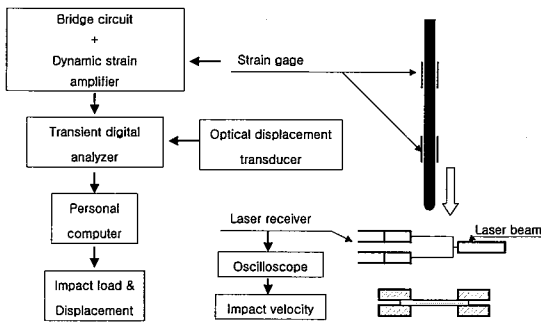 Bridge circuit
+
Dynamic strain
amplifier
Strain gage
Transient digital
analyzer
Optical displacement
transducer
Personal
computer
Laser receiver
Laser beam
Oscilloscope
Impact load &
Displacement
Impact velocity